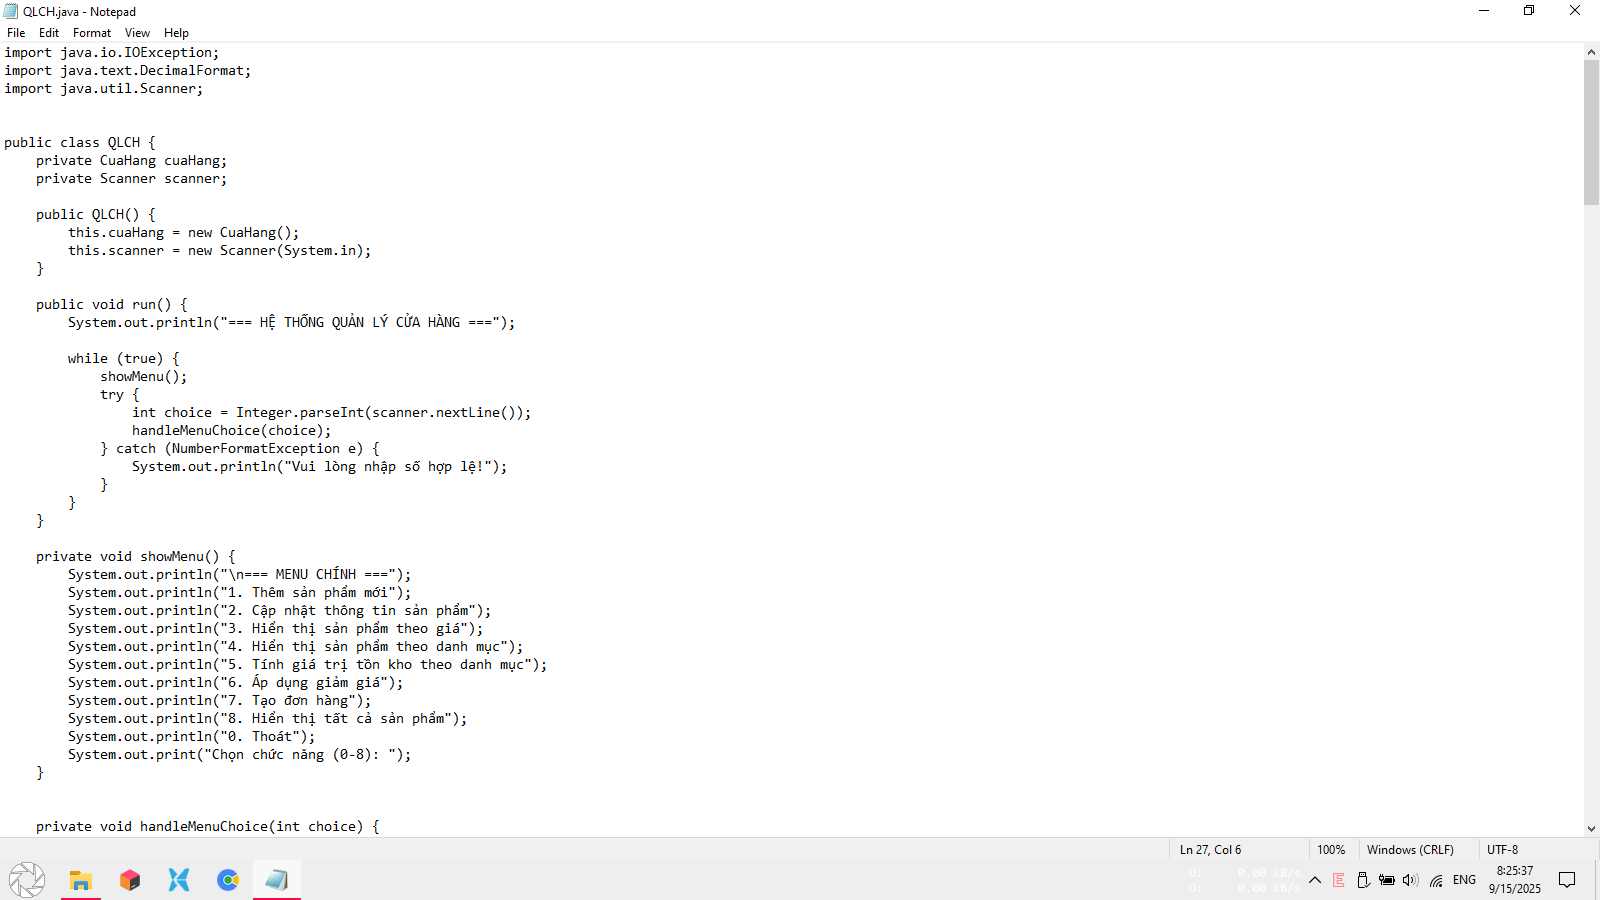 QLCH.java - Notepad
File Edit Format View Help
import java.io.IOException;
import java.text.DecimalFormat;
import java.util.Scanner;
public class QLCH {
private CuaHang cuaHang;
private Scanner scanner;
public QLCH() {
this.cuaHang = new CuaHang();
this.scanner = new Scanner(System.in);
}
public void run() {
System.out.println("=== HỆ THỐNG QUẢN LÝ CỬA HÀNG ===");
while (true) {
showMenu();
try {
int choice = Integer.parseInt(scanner.nextLine());
handleMenuChoice(choice);
} catch (NumberFormatException e) {
System.out.println("Vui lòng nhập số hợp lệ!");
}
}
}
private void showMenu() {
System.out.println("\n=== MENU CHÍNH ===");
System.out.println("1. Thêm sản phẩm mới");
System.out.println("2. Cập nhật thông tin sản phẩm");
System.out.println("3. Hiển thị sản phẩm theo giá");
System.out.println("4. Hiển thị sản phẩm theo danh mục");
System.out.println("5. Tính giá trị tồn kho theo danh mục");
System.out.println("6. Áp dụng giảm giá");
System.out.println("7. Tạo đơn hàng");
System.out.println("8. Hiển thị tất cả sản phẩm");
System.out.println("0. Thoát");
System.out.print("Chọn chức năng (0-8): ");
}
private void handleMenuChoice(int choice) {
Ln 27, Col 6 100% Windows (CRLF) UTF-8
U: 0.00 kB/s
D: 0.00 kB/s
E
ENG
8:25:37
9/15/2025